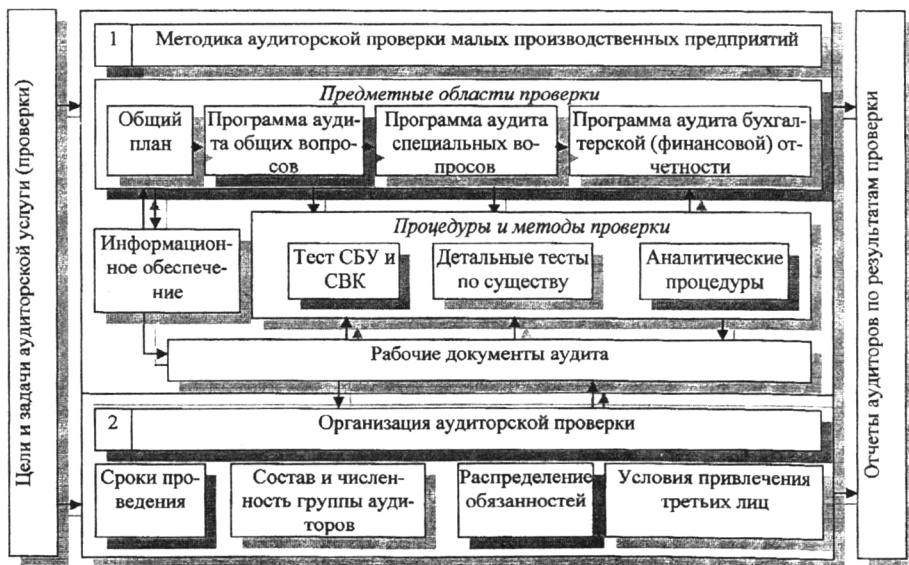 Цели и задачи аудиторской услуги (проверки)
1
Методика аудиторской проверки малых производственных предприятий
Предметные области проверки
Общий
план
Программа ауди-
та общих вопро-
сов
Программа аудита
специальных во-
просов
Программа аудита бухгал-
терской (финансовой) от-
четности
Информацион-
ное обеспече-
ние
Процедуры и методы проверки
Тест СБУ и
СВК
Детальные тесты
по существу
Аналитические
процедуры
Рабочие документы аудита
2
Организация аудиторской проверки
Сроки про-
ведения
Состав и числен-
ность группы ауди-
торов
Распределение
обязанностей
Условия привлечения
третьих лиц
Отчеты аудиторов по результатам проверки